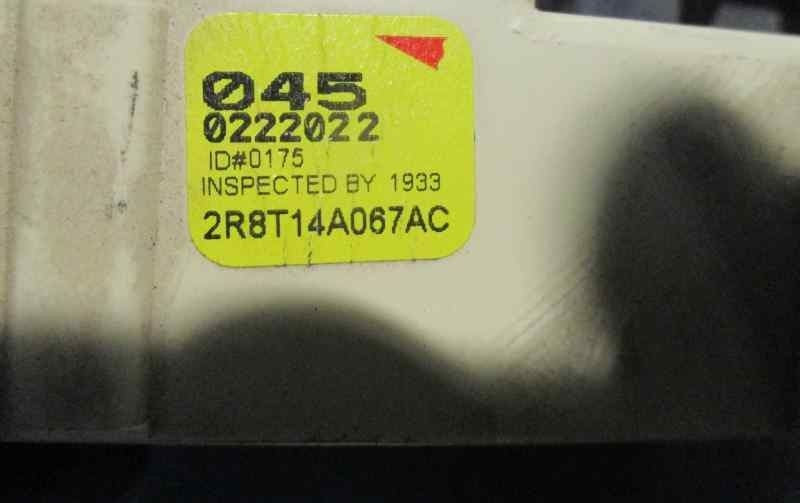 045
0222022
ID#0175
INSPECTED BY 1933
2R8T14A067AC